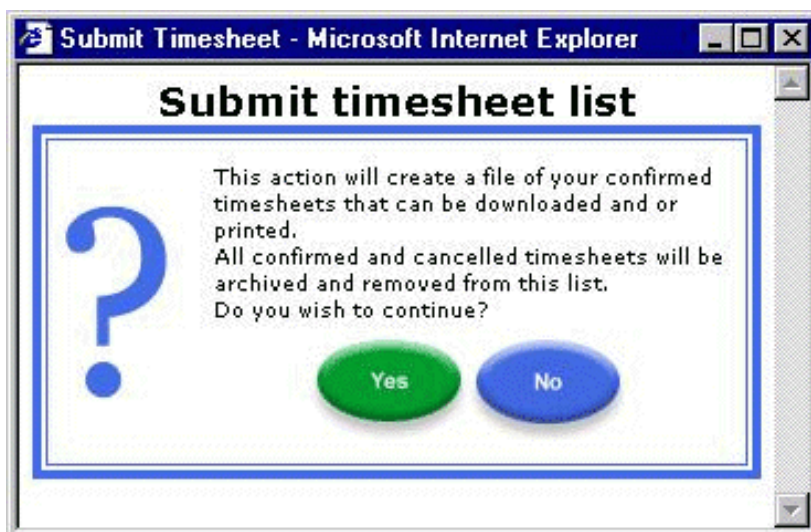 Submit Timesheet - Microsoft Internet Explorer
Submit timesheet list
This action will create a file of your confirmed
timesheets that can be downloaded and or
printed.
All confirmed and cancelled timesheets will be
archived and removed from this list.
Do you wish to continue?
?
Yes No